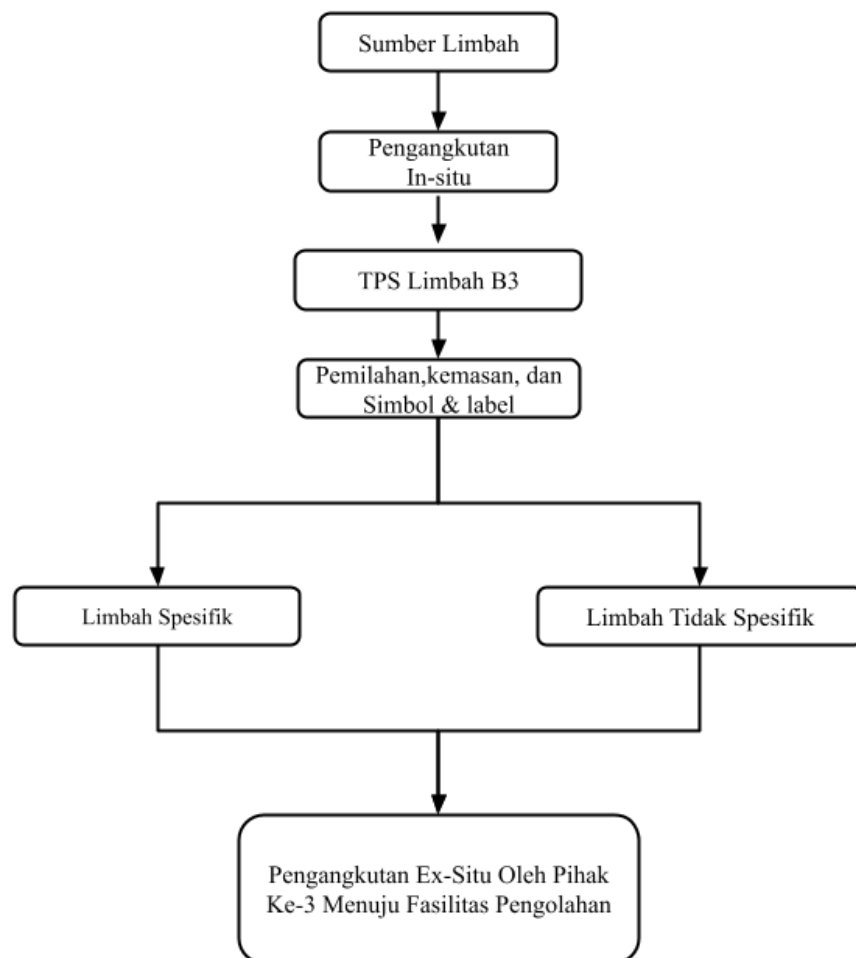 Sumber Limbah
Pengangkutan
In-situ
TPS Limbah B3
Pemilahan,kemasan, dan
Simbol & label
Limbah Spesifik
Limbah Tidak Spesifik
Pengangkutan Ex-Situ Oleh Pihak
Ke-3 Menuju Fasilitas Pengolahan